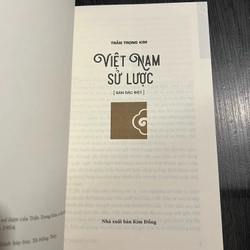 TRẦN TRỌNG KIM
VIỆT NAM
SỬ LƯỢC
[ BẢN ĐẶC BIỆT ]
Nhà xuất bản Kim Đồng